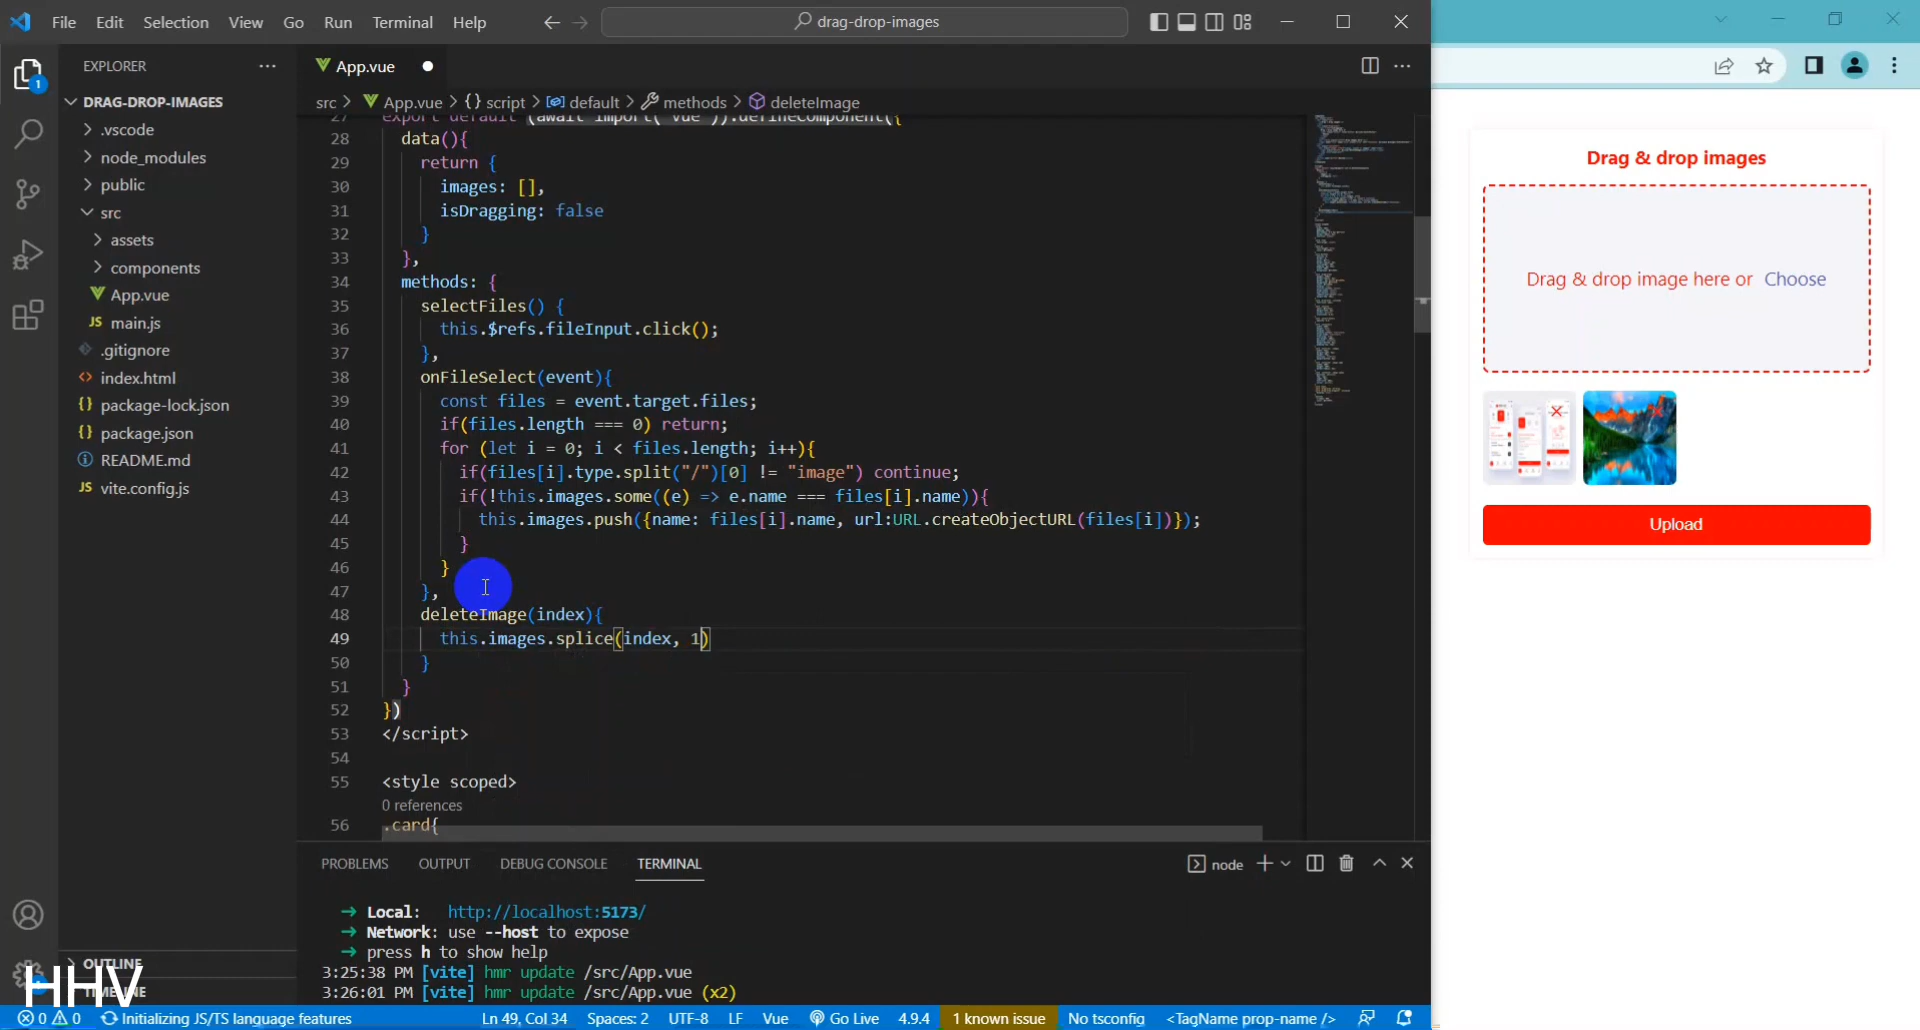 File Edit Selection View Go Run Terminal Help
drag-drop-images
EXPLORER
DRAG-DROP-IMAGES
.vscode
node_modules
public
src
assets
components
App.vue
JS main.js
.gitignore
index.html
package-lock.json
package.json
README.md
JS vite.config.js
OUTLINE
TIMELINE
HHV
App.vue
src > App.vue > {} script > default > methods > deleteImage
27 export default (await import('vue')).defineComponent({
28 data(){
29 return {
30 images: [],
31 isDragging: false
32 }
33 },
34 methods: {
35 selectFiles() {
36 this.$refs.fileInput.click();
37 },
38 onFileSelect(event){
39 const files = event.target.files;
40 if(files.length === 0) return;
41 for (let i = 0; i < files.length; i++){
42 if(files[i].type.split("/")[0] != "image") continue;
43 if(!this.images.some((e) => e.name === files[i].name)){
44 this.images.push({name: files[i].name, url:URL.createObjectURL(files[i])});
45 }
46 }
47 },
48 deleteImage(index){
49 this.images.splice(index, 1)
50 }
51 }
52 })
53 </script>
54
55 <style scoped>
0 references
56 .card{
PROBLEMS OUTPUT DEBUG CONSOLE TERMINAL
node
➜ Local: http://localhost:5173/
➜ Network: use --host to expose
➜ press h to show help
3:25:38 PM [vite] hmr update /src/App.vue
3:26:01 PM [vite] hmr update /src/App.vue (x2)
0 0 Initializing JS/TS language features Ln 49, Col 34 Spaces: 2 UTF-8 LF Vue Go Live 4.9.4 1 known issue No tsconfig <TagName prop-name />
Drag & drop images
Drag & drop image here or Choose
Upload